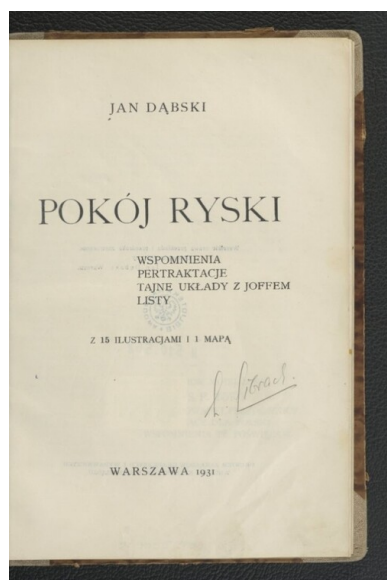 JAN DĄBSKI
POKÓJ RYSKI
WSPOMNIENIA
PERTRAKTACJE
TAJNE UKŁADY Z JOFFEM
LISTY
Z 15 ILUSTRACJAMI I 1 MAPĄ
WARSZAWA 1931